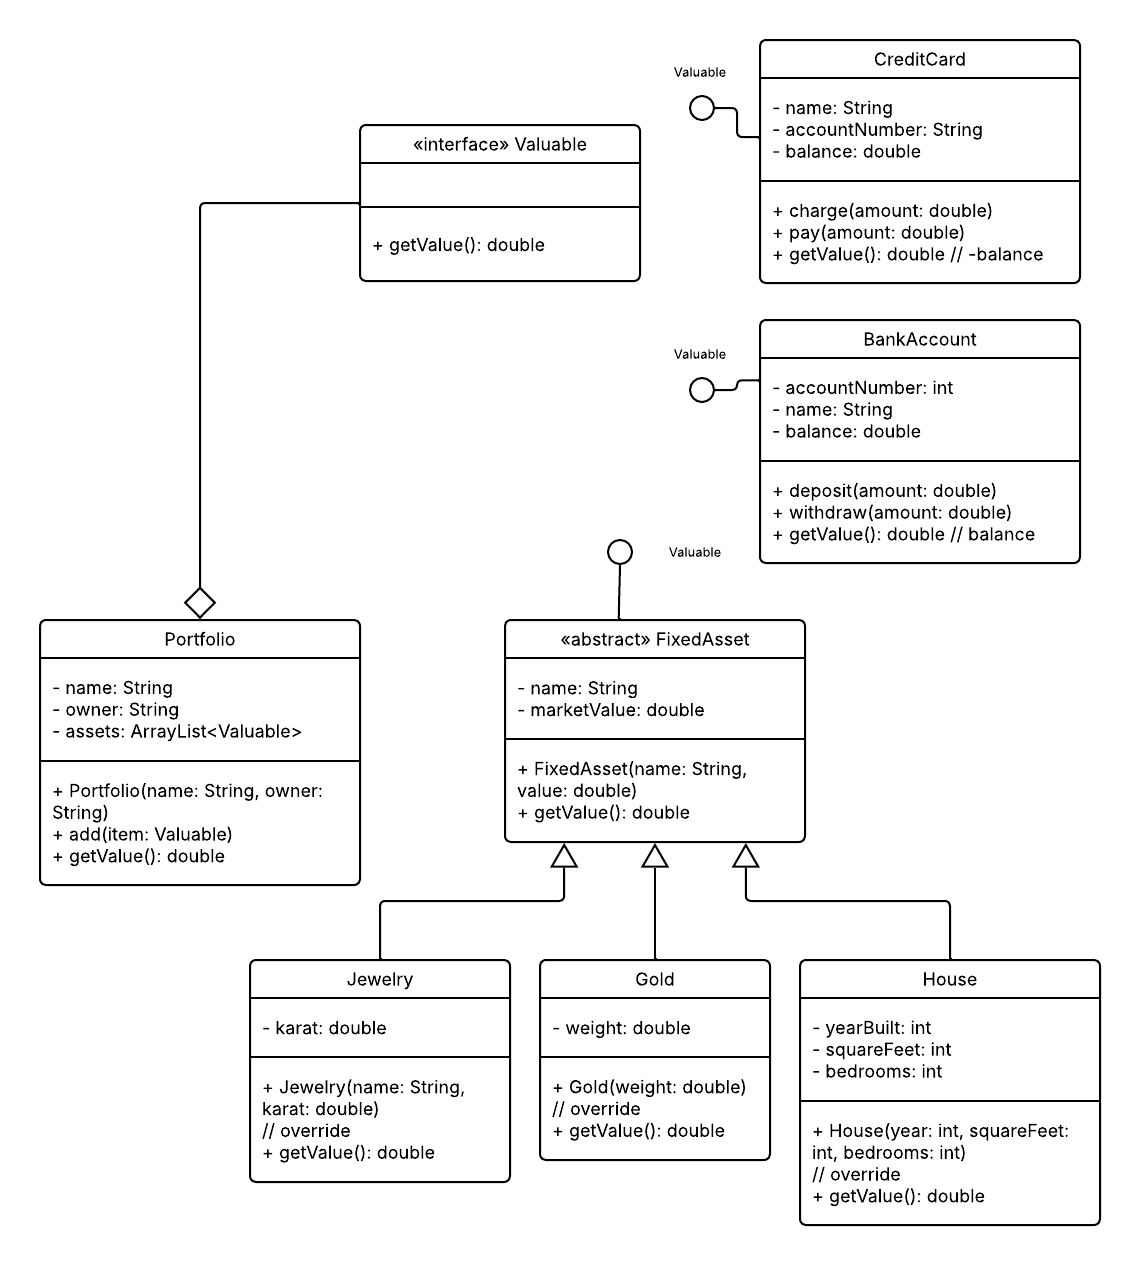 Valuable
CreditCard
- name: String
- accountNumber: String
- balance: double
+ charge(amount: double)
+ pay(amount: double)
+ getValue(): double // -balance
«interface» Valuable
+ getValue(): double
Valuable
BankAccount
- accountNumber: int
- name: String
- balance: double
+ deposit(amount: double)
+ withdraw(amount: double)
+ getValue(): double // balance
Valuable
Portfolio
- name: String
- owner: String
- assets: ArrayList<Valuable>
+ Portfolio(name: String, owner:
String)
+ add(item: Valuable)
+ getValue(): double
«abstract» FixedAsset
- name: String
- marketValue: double
+ FixedAsset(name: String,
value: double)
+ getValue(): double
Jewelry
- karat: double
+ Jewelry(name: String,
karat: double)
// override
+ getValue(): double
Gold
- weight: double
+ Gold(weight: double)
// override
+ getValue(): double
House
- yearBuilt: int
- squareFeet: int
- bedrooms: int
+ House(year: int, squareFeet:
int, bedrooms: int)
// override
+ getValue(): double